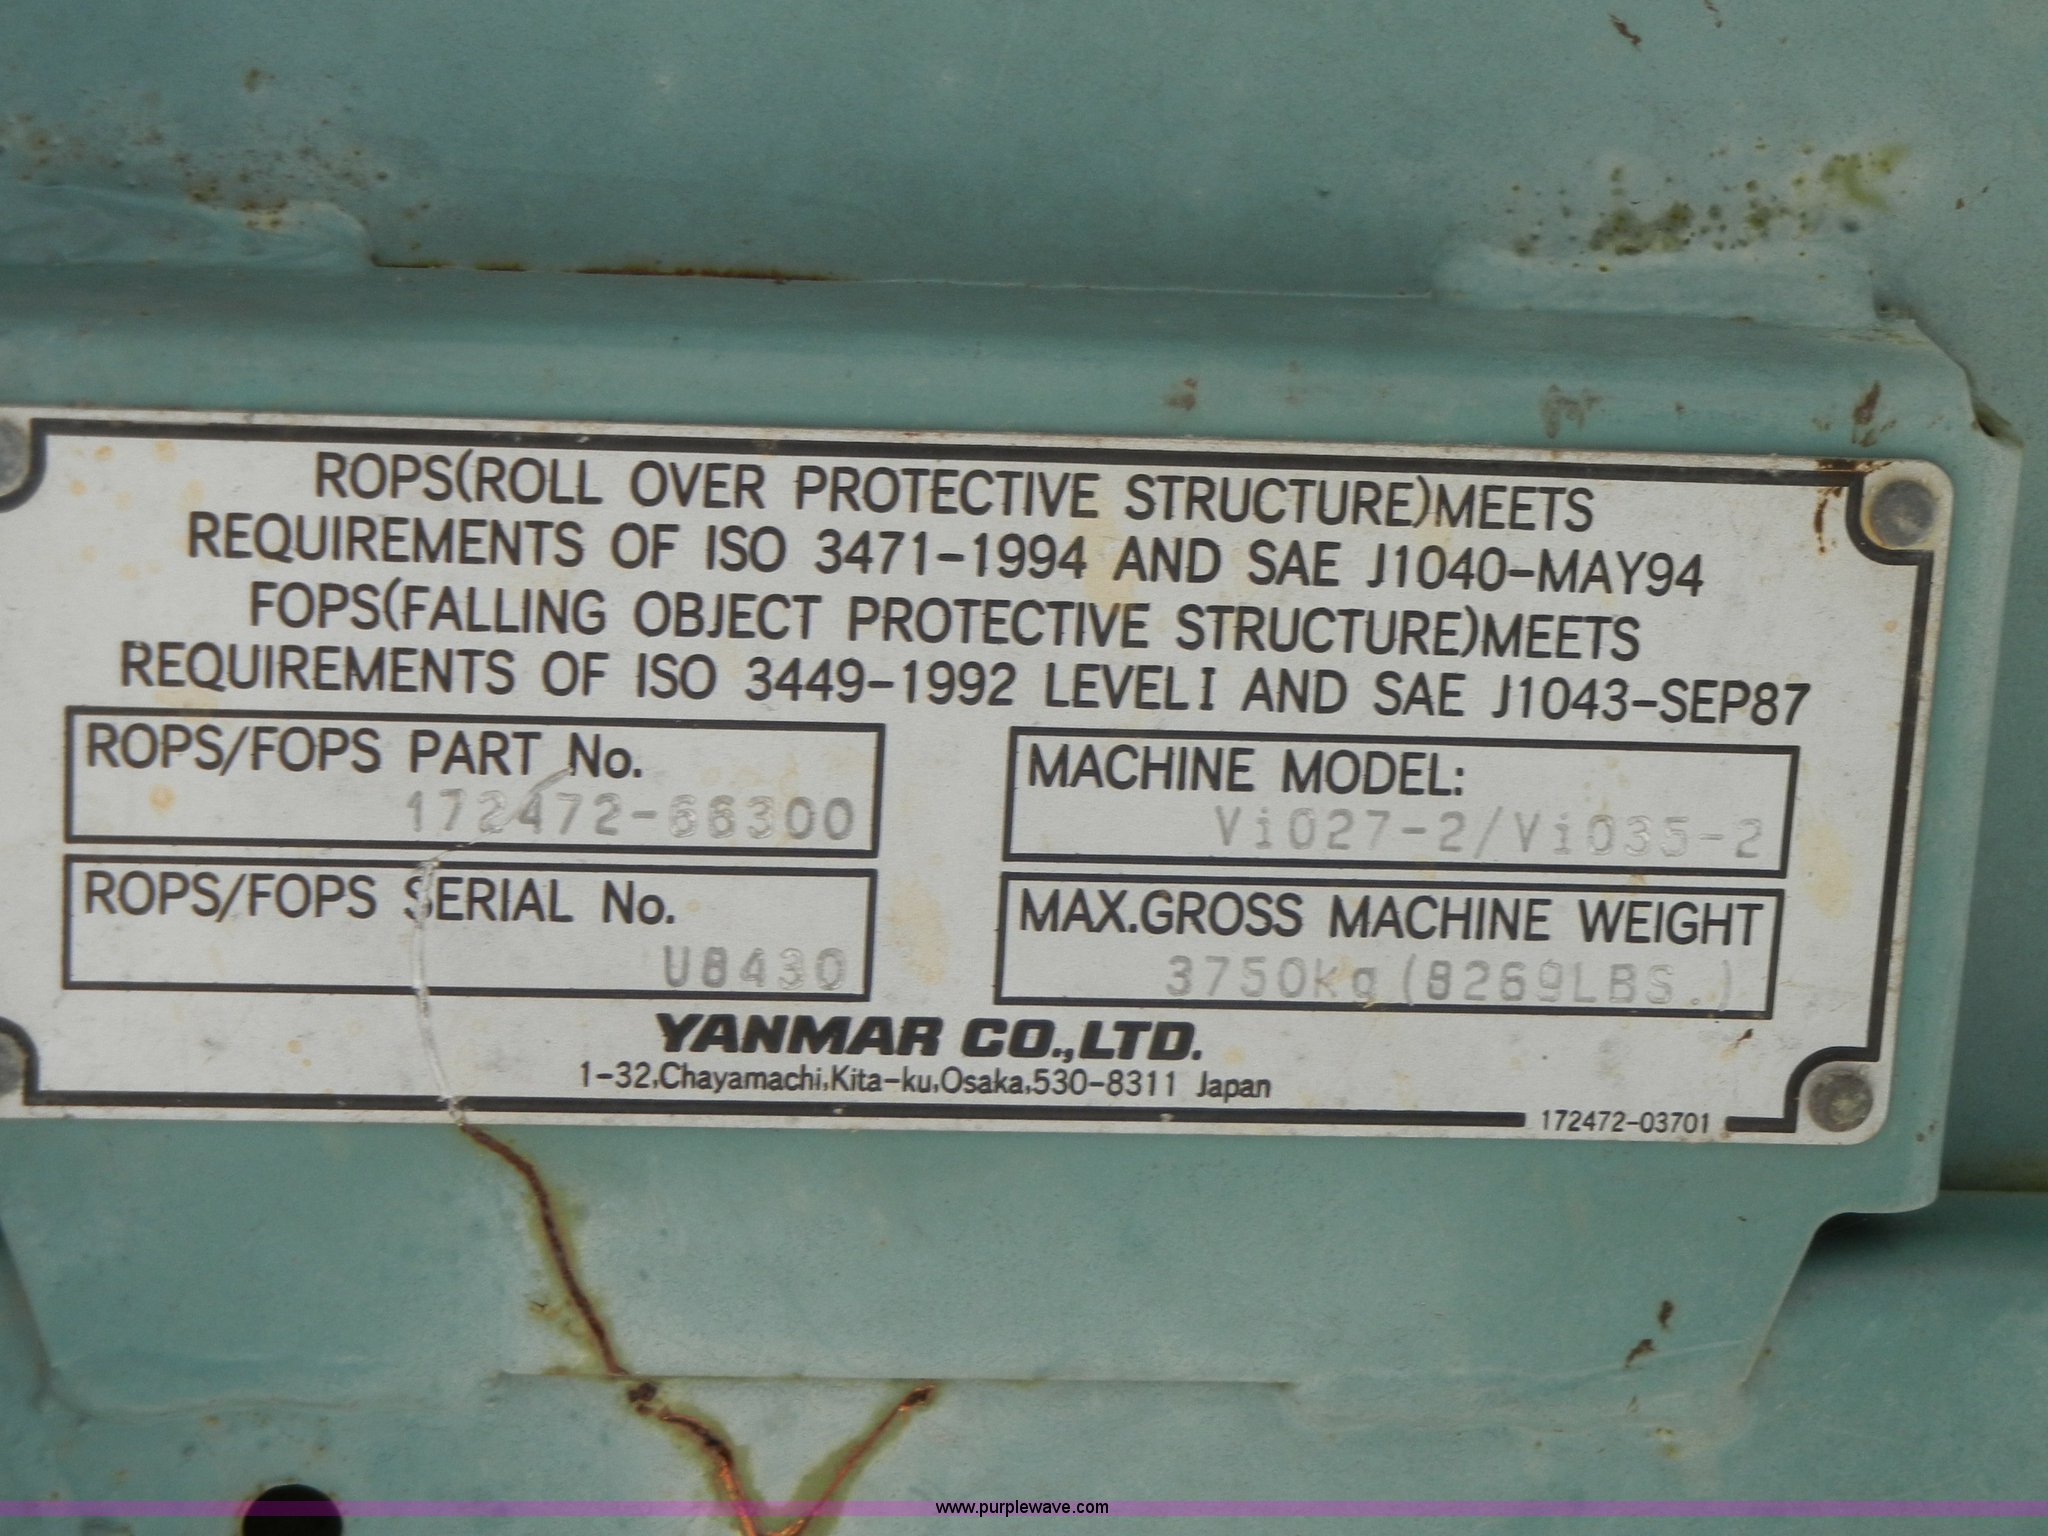 ROPS(ROLL OVER PROTECTIVE STRUCTURE)MEETS
REQUIREMENTS OF ISO 3471-1994 AND SAE J1040-MAY94
FOPS(FALLING OBJECT PROTECTIVE STRUCTURE)MEETS
REQUIREMENTS OF ISO 3449-1992 LEVEL I AND SAE J1043-SEP87
ROPS/FOPS PART No.
172472-66300
ROPS/FOPS SERIAL No.
U8430
MACHINE MODEL:
ViO27-2/ViO35-2
MAX.GROSS MACHINE WEIGHT
3750kg(8269LBS.)
YANMAR CO.,LTD.
1-32,Chayamachi,Kita-ku,Osaka,530-8311 Japan
172472-03701
www.purplewave.com